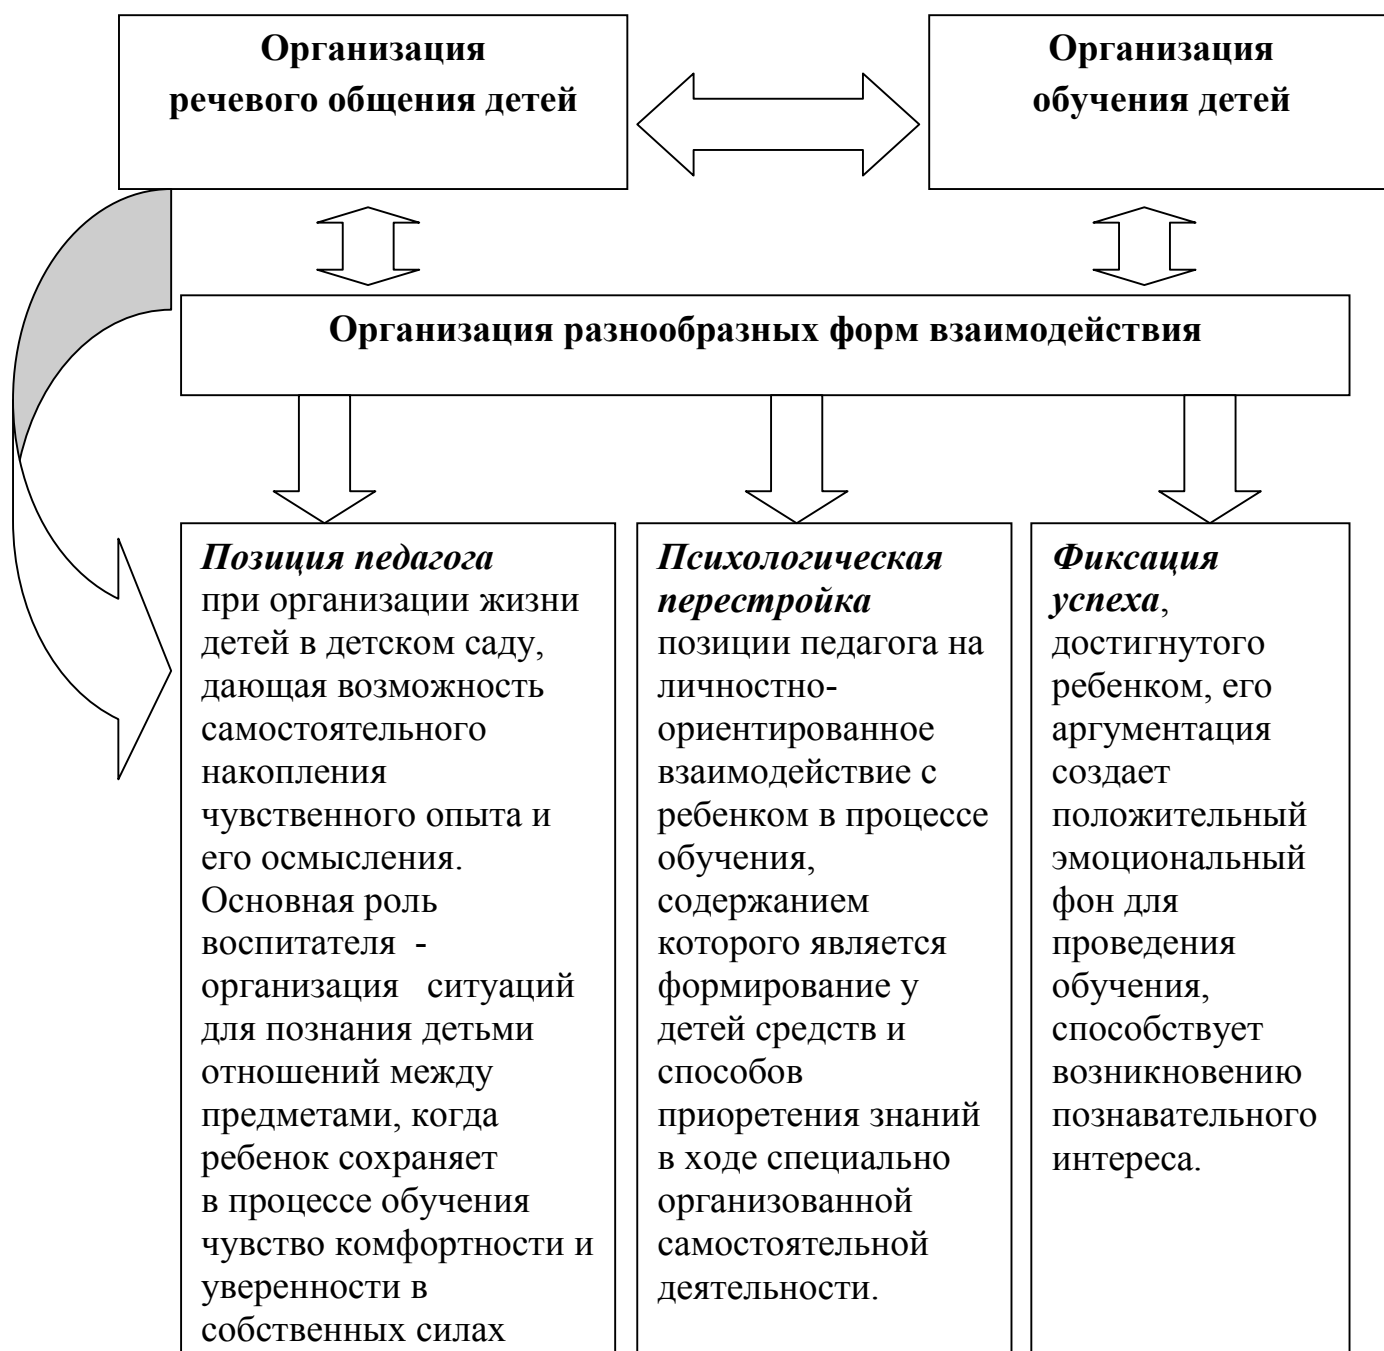 Организация
речевого общения детей
Организация
обучения детей
Организация разнообразных форм взаимодействия
Позиция педагога
при организации жизни
детей в детском саду,
дающая возможность
самостоятельного
накопления
чувственного опыта и
его осмысления.
Основная роль
воспитателя -
организация ситуаций
для познания детьми
отношений между
предметами, когда
ребенок сохраняет
в процессе обучения
чувство комфортности и
уверенности в
собственных силах
Психологическая
перестройка
позиции педагога на
личностно-
ориентированное
взаимодействие с
ребенком в процессе
обучения,
содержанием
которого является
формирование у
детей средств и
способов
приоретения знаний
в ходе специально
организованной
самостоятельной
деятельности.
Фиксация
успеха,
достигнутого
ребенком, его
аргументация
создает
положительный
эмоциональный
фон для
проведения
обучения,
способствует
возникновению
познавательного
интереса.